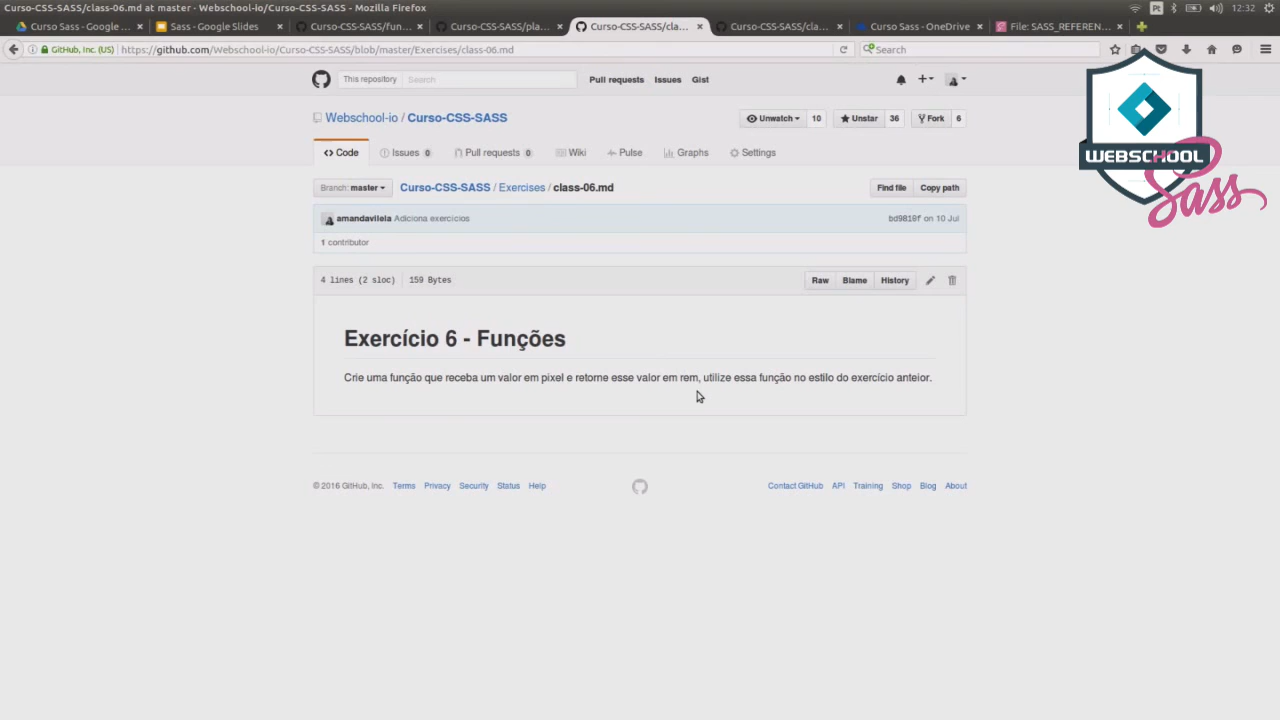 Curso-CSS-SASS/class-06.md at master - Webschool-io/Curso-CSS-SASS - Mozilla Firefox
Pt
12:32
Curso Sass - Google ...
Sass - Google Slides
Curso-CSS-SASS/fun...
Curso-CSS-SASS/pla...
Curso-CSS-SASS/cla...
Curso-CSS-SASS/cla...
Curso Sass - OneDrive
File: SASS_REFEREN...
GitHub, Inc. (US)
https://github.com/Webschool-io/Curso-CSS-SASS/blob/master/Exercises/class-06.md
Search
This repository
Search
Pull requests
Issues
Gist
Webschool-io / Curso-CSS-SASS
Unwatch
10
Unstar
36
Fork
6
Code
Issues 0
Pull requests 0
Wiki
Pulse
Graphs
Settings
WEBSCHOOL
Sass
Branch: master
Curso-CSS-SASS / Exercises / class-06.md
Find file
Copy path
amandavilela Adiciona exercicios
bd9819f on 10 Jul
1 contributor
4 lines (2 sloc)
159 Bytes
Raw
Blame
History
Exercício 6 - Funções
Crie uma função que receba um valor em pixel e retorne esse valor em rem, utilize essa função no estilo do exercício anteior.
© 2016 GitHub, Inc.
Terms
Privacy
Security
Status
Help
Contact GitHub
API
Training
Shop
Blog
About